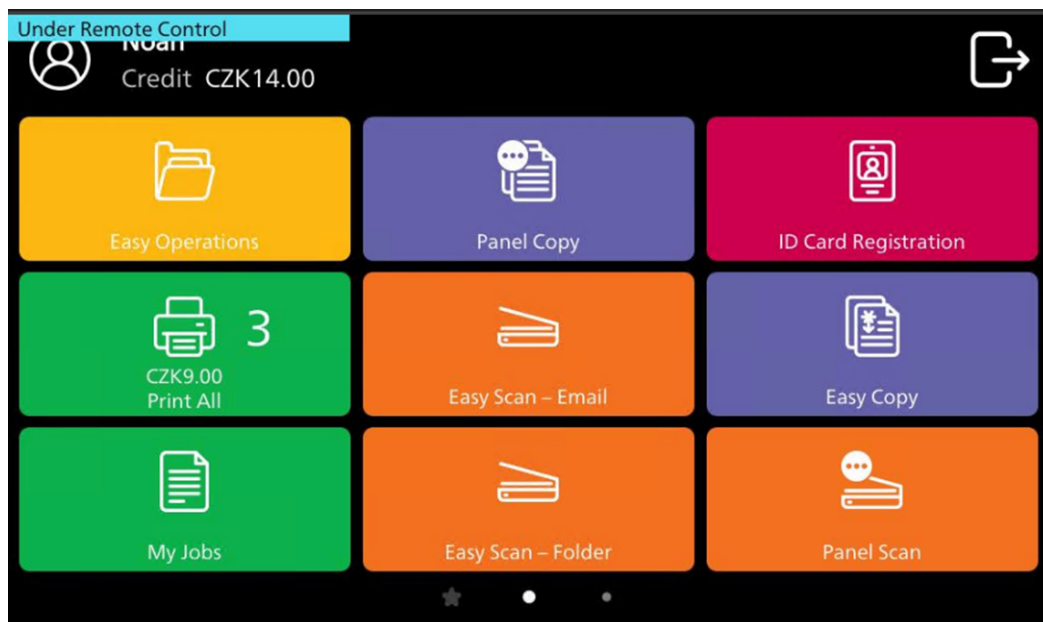 Under Remote Control
Noah
Credit CZK14.00
Easy Operations
Panel Copy
ID Card Registration
3
CZK9.00
Print All
Easy Scan – Email
Easy Copy
My Jobs
Easy Scan – Folder
Panel Scan